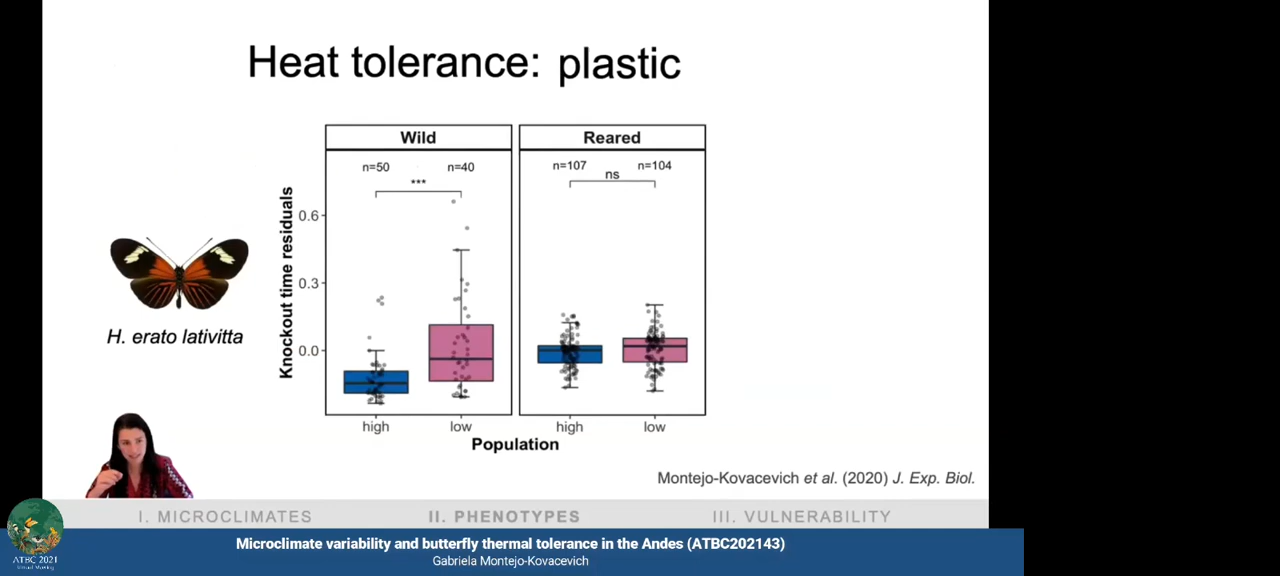 Heat tolerance: plastic
Wild
Reared
n=50
n=40
n=107
n=104
***
ns
Knockout time residuals
0.6
0.3
0.0
high
low
high
low
Population
H. erato lativitta
Montejo-Kovacevich et al. (2020) J. Exp. Biol.
I. MICROCLIMATES
II. PHENOTYPES
III. VULNERABILITY
ATBC 2021
Virtual Meeting
Microclimate variability and butterfly thermal tolerance in the Andes (ATBC202143)
Gabriela Montejo-Kovacevich